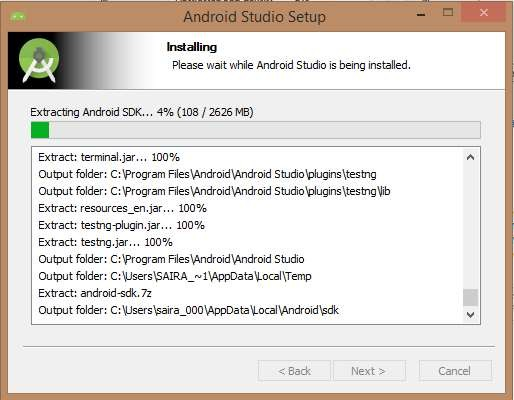 Android Studio Setup
Installing
Please wait while Android Studio is being installed.
Extracting Android SDK... 4% (108 / 2626 MB)
Extract: terminal.jar... 100%
Output folder: C:\Program Files\Android\Android Studio\plugins\testng
Output folder: C:\Program Files\Android\Android Studio\plugins\testng\lib
Extract: resources_en.jar... 100%
Extract: testng-plugin.jar... 100%
Extract: testng.jar... 100%
Output folder: C:\Program Files\Android\Android Studio
Output folder: C:\Users\SAIRA_~1\AppData\Local\Temp
Extract: android-sdk.7z
Output folder: C:\Users\saira_000\AppData\Local\Android\sdk
< Back Next > Cancel